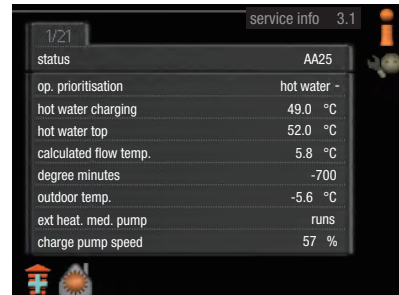 service info 3.1
1/21
status AA25
op. prioritisation hot water -
hot water charging 49.0 °C
hot water top 52.0 °C
calculated flow temp. 5.8 °C
degree minutes -700
outdoor temp. -5.6 °C
ext heat. med. pump runs
charge pump speed 57 %